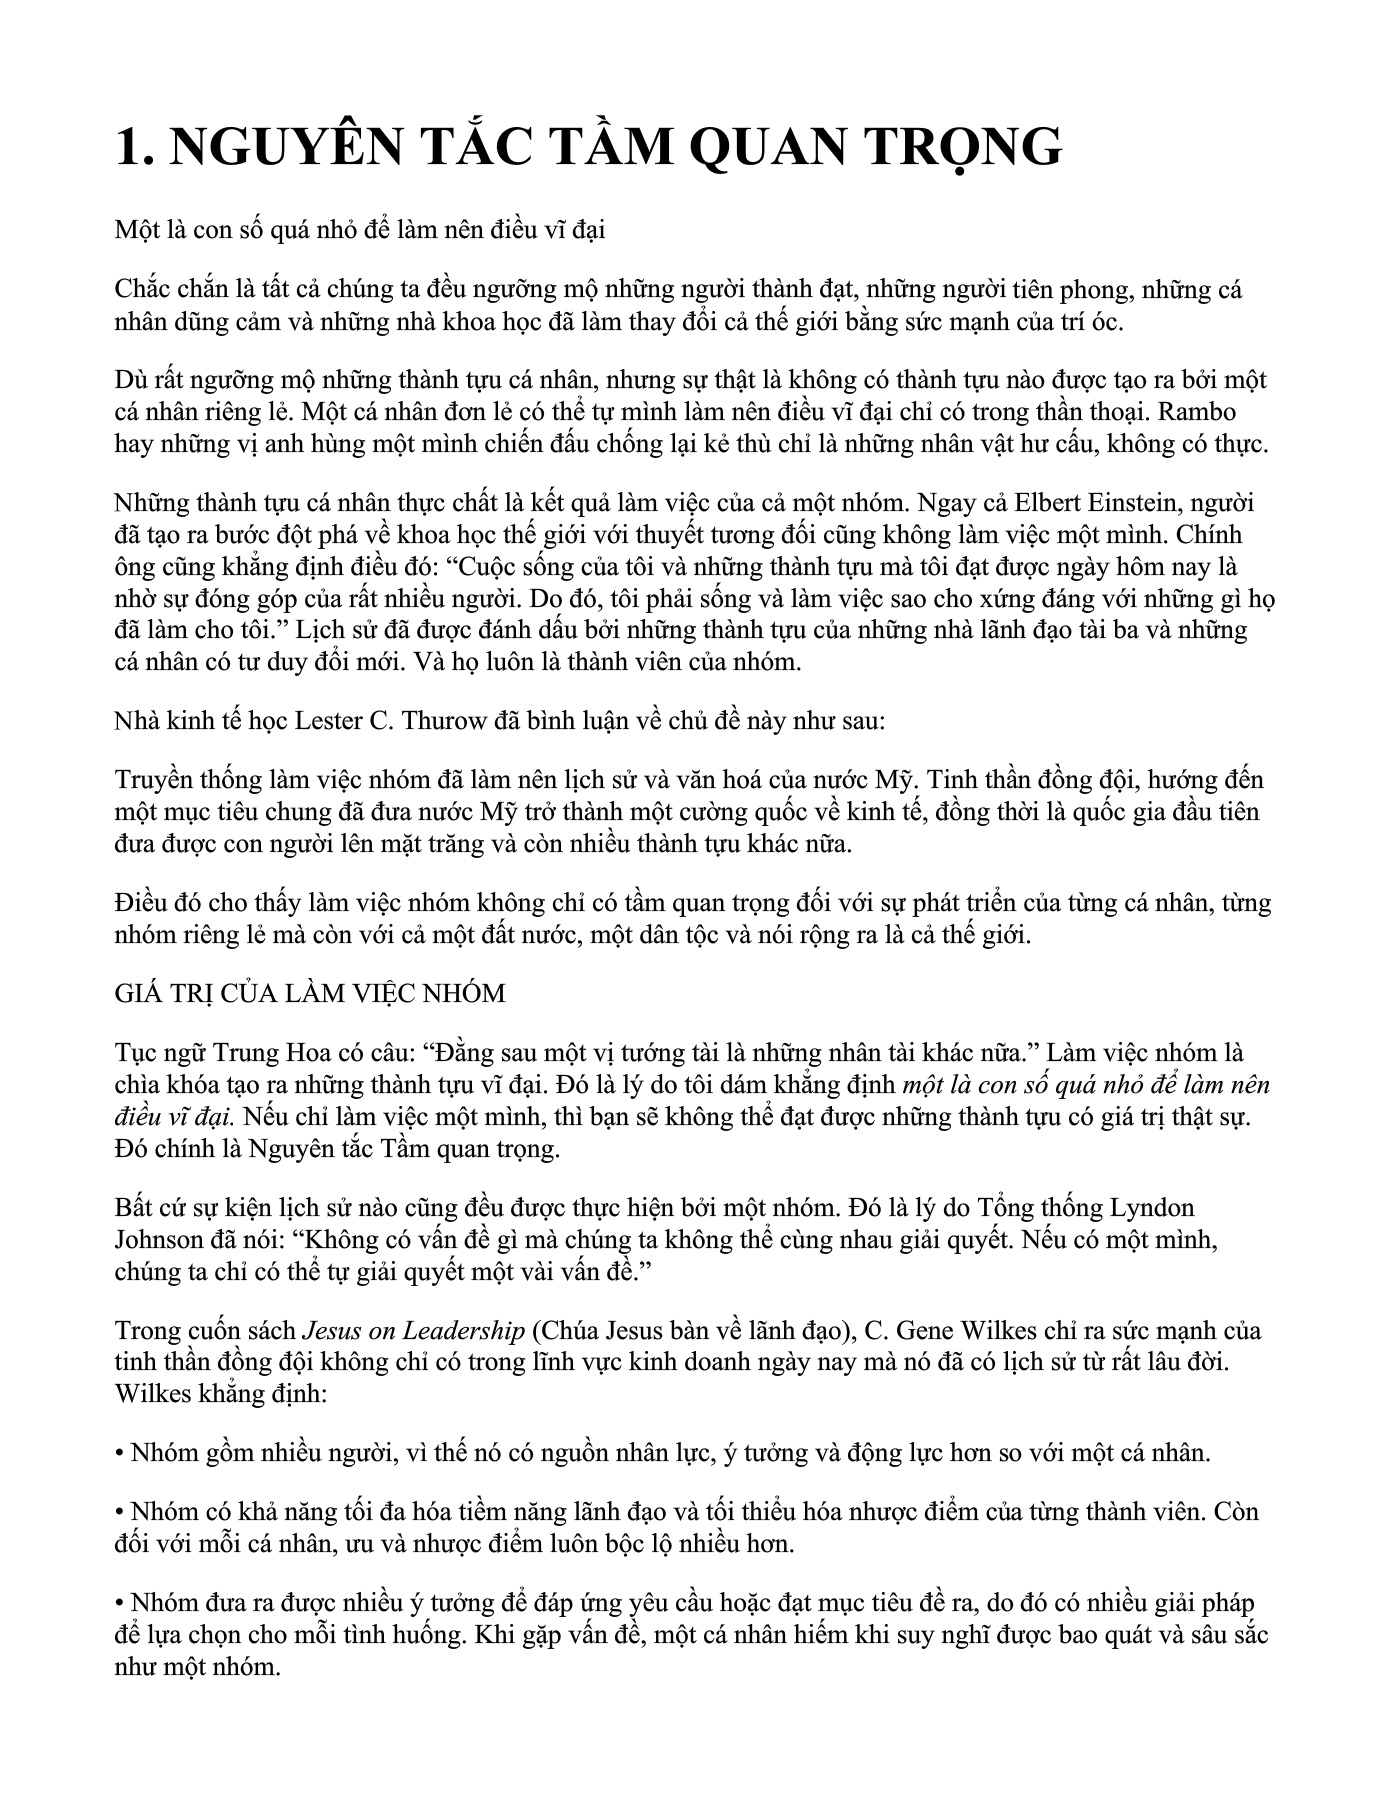 1. NGUYÊN TẮC TẦM QUAN TRỌNG
Một là con số quá nhỏ để làm nên điều vĩ đại
Chắc chắn là tất cả chúng ta đều ngưỡng mộ những người thành đạt, những người tiên phong, những cá
nhân dũng cảm và những nhà khoa học đã làm thay đổi cả thế giới bằng sức mạnh của trí óc.
Dù rất ngưỡng mộ những thành tựu cá nhân, nhưng sự thật là không có thành tựu nào được tạo ra bởi một
cá nhân riêng lẻ. Một cá nhân đơn lẻ có thể tự mình làm nên điều vĩ đại chỉ có trong thần thoại. Rambo
hay những vị anh hùng một mình chiến đấu chống lại kẻ thù chỉ là những nhân vật hư cấu, không có thực.
Những thành tựu cá nhân thực chất là kết quả làm việc của cả một nhóm. Ngay cả Elbert Einstein, người
đã tạo ra bước đột phá về khoa học thế giới với thuyết tương đối cũng không làm việc một mình. Chính
ông cũng khẳng định điều đó: “Cuộc sống của tôi và những thành tựu mà tôi đạt được ngày hôm nay là
nhờ sự đóng góp của rất nhiều người. Do đó, tôi phải sống và làm việc sao cho xứng đáng với những gì họ
đã làm cho tôi.” Lịch sử đã được đánh dấu bởi những thành tựu của những nhà lãnh đạo tài ba và những
cá nhân có tư duy đổi mới. Và họ luôn là thành viên của nhóm.
Nhà kinh tế học Lester C. Thurow đã bình luận về chủ đề này như sau:
Truyền thống làm việc nhóm đã làm nên lịch sử và văn hoá của nước Mỹ. Tinh thần đồng đội, hướng đến
một mục tiêu chung đã đưa nước Mỹ trở thành một cường quốc về kinh tế, đồng thời là quốc gia đầu tiên
đưa được con người lên mặt trăng và còn nhiều thành tựu khác nữa.
Điều đó cho thấy làm việc nhóm không chỉ có tầm quan trọng đối với sự phát triển của từng cá nhân, từng
nhóm riêng lẻ mà còn với cả một đất nước, một dân tộc và nói rộng ra là cả thế giới.
GIÁ TRỊ CỦA LÀM VIỆC NHÓM
Tục ngữ Trung Hoa có câu: “Đằng sau một vị tướng tài là những nhân tài khác nữa.” Làm việc nhóm là
chìa khóa tạo ra những thành tựu vĩ đại. Đó là lý do tôi dám khẳng định một là con số quá nhỏ để làm nên
điều vĩ đại. Nếu chỉ làm việc một mình, thì bạn sẽ không thể đạt được những thành tựu có giá trị thật sự.
Đó chính là Nguyên tắc Tầm quan trọng.
Bất cứ sự kiện lịch sử nào cũng đều được thực hiện bởi một nhóm. Đó là lý do Tổng thống Lyndon
Johnson đã nói: “Không có vấn đề gì mà chúng ta không thể cùng nhau giải quyết. Nếu có một mình,
chúng ta chỉ có thể tự giải quyết một vài vấn đề.”
Trong cuốn sách Jesus on Leadership (Chúa Jesus bàn về lãnh đạo), C. Gene Wilkes chỉ ra sức mạnh của
tinh thần đồng đội không chỉ có trong lĩnh vực kinh doanh ngày nay mà nó đã có lịch sử từ rất lâu đời.
Wilkes khẳng định:
• Nhóm gồm nhiều người, vì thế nó có nguồn nhân lực, ý tưởng và động lực hơn so với một cá nhân.
• Nhóm có khả năng tối đa hóa tiềm năng lãnh đạo và tối thiểu hóa nhược điểm của từng thành viên. Còn
đối với mỗi cá nhân, ưu và nhược điểm luôn bộc lộ nhiều hơn.
• Nhóm đưa ra được nhiều ý tưởng để đáp ứng yêu cầu hoặc đạt mục tiêu đề ra, do đó có nhiều giải pháp
để lựa chọn cho mỗi tình huống. Khi gặp vấn đề, một cá nhân hiếm khi suy nghĩ được bao quát và sâu sắc
như một nhóm.